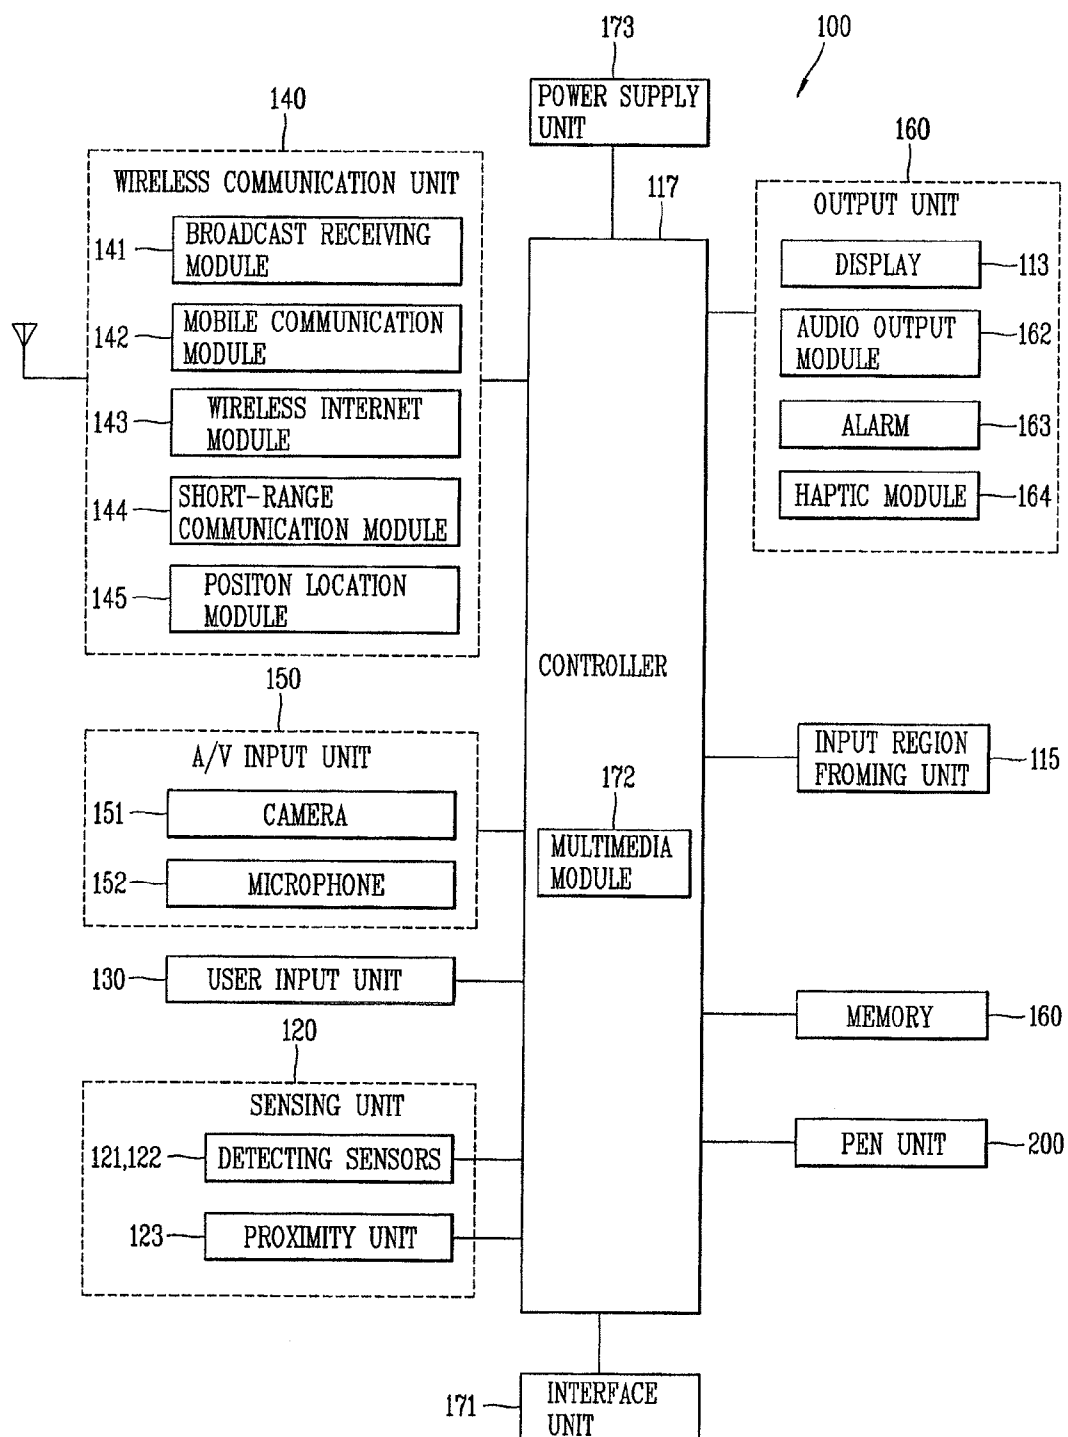 173
100
POWER SUPPLY
UNIT
140
WIRELESS COMMUNICATION UNIT
141
BROADCAST RECEIVING
MODULE
142
MOBILE COMMUNICATION
MODULE
143
WIRELESS INTERNET
MODULE
144
SHORT-RANGE
COMMUNICATION MODULE
145
POSITON LOCATION
MODULE
117
160
OUTPUT UNIT
DISPLAY
113
AUDIO OUTPUT
MODULE
162
ALARM
163
HAPTIC MODULE
164
CONTROLLER
172
MULTIMEDIA
MODULE
150
A/V INPUT UNIT
151
CAMERA
152
MICROPHONE
INPUT REGION
FROMING UNIT
115
130
USER INPUT UNIT
MEMORY
160
120
SENSING UNIT
121,122
DETECTING SENSORS
123
PROXIMITY UNIT
PEN UNIT
200
171
INTERFACE
UNIT